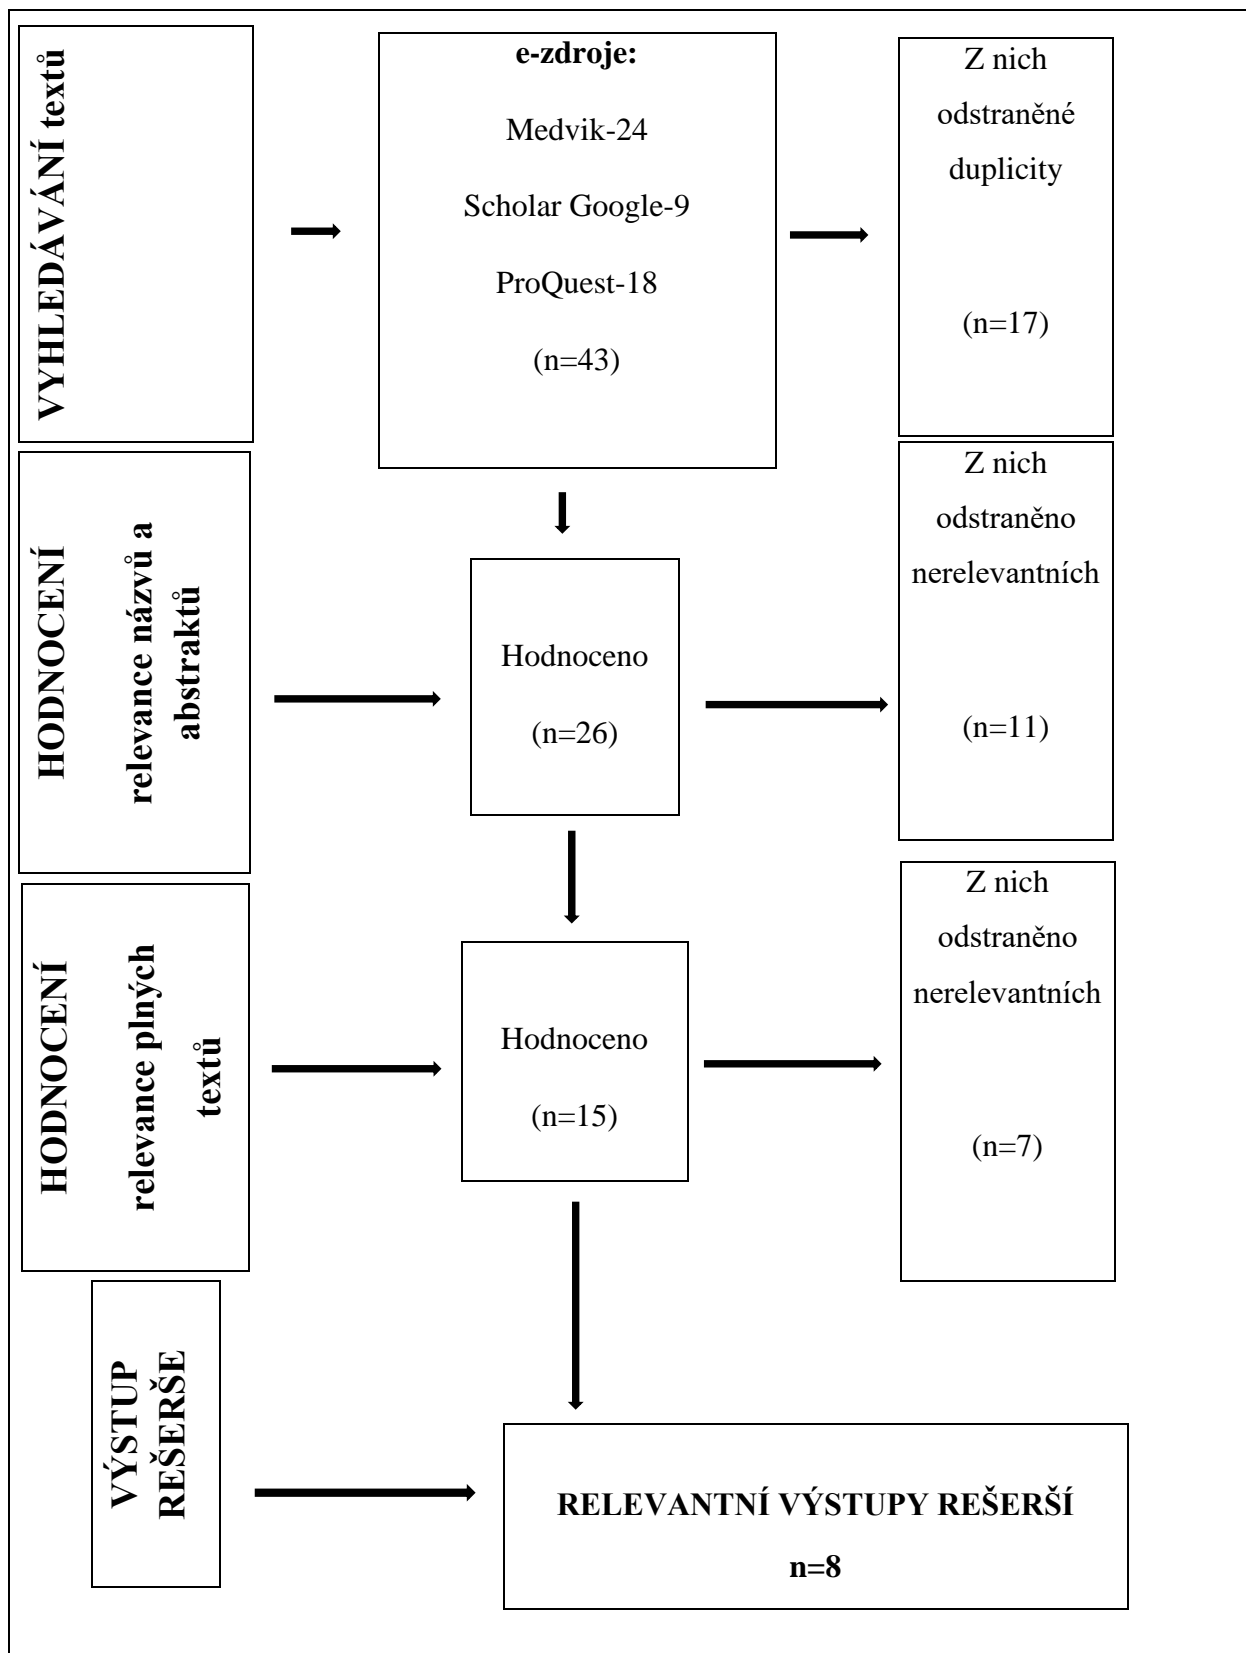 VYHLEDÁVÁNÍ textů
e-zdroje:
Medvik-24
Scholar Google-9
ProQuest-18
(n=43)
Z nich
odstraněné
duplicity
(n=17)
HODNOCENÍ
relevance názvů a
abstraktů
Hodnoceno
(n=26)
Z nich
odstraněno
nerelevantních
(n=11)
HODNOCENÍ
relevance plných
textů
Hodnoceno
(n=15)
Z nich
odstraněno
nerelevantních
(n=7)
VÝSTUP
REŠERŠE
RELEVANTNÍ VÝSTUPY REŠERŠÍ
n=8